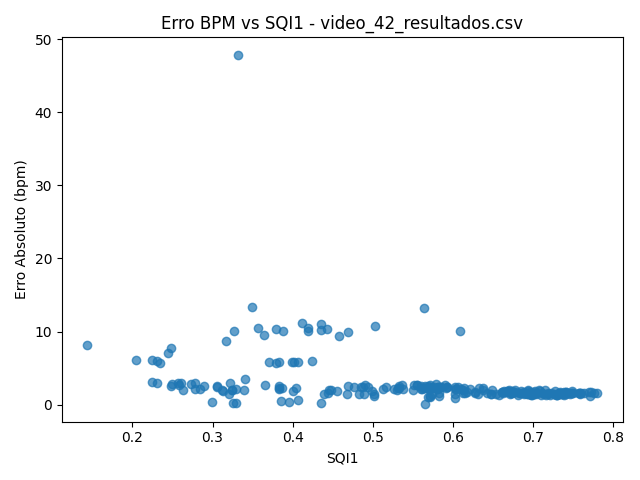 Erro BPM vs SQI1 - video_42_resultados.csv
50
40
30
20
10
0
Erro Absoluto (bpm)
0.2 0.3 0.4 0.5 0.6 0.7 0.8
SQI1